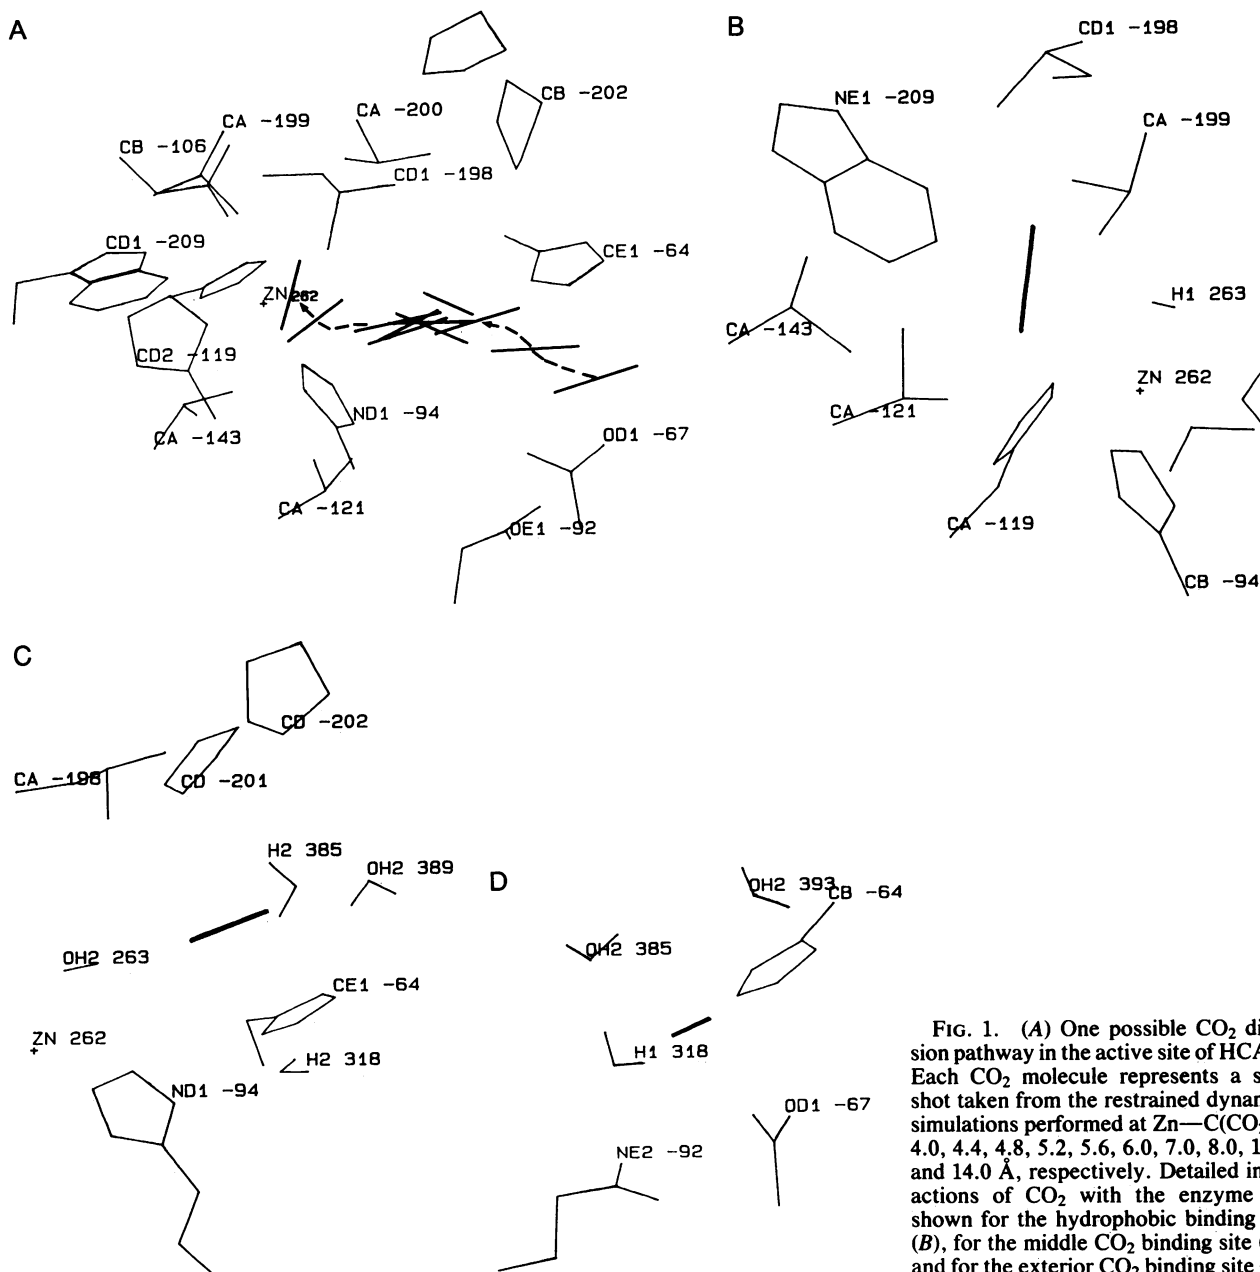 A
CB -202
CA -200
CA -199
CB -106
CD1 -198
CD1 -209
CE1 -64
ZN 262
CD2 -119
ND1 -94
CA -143
OD1 -67
CA -121
OE1 -92
B
CD1 -198
NE1 -209
CA -199
H1 263
CA -143
ZN 262
CA -121
CA -119
CB -94
C
CD -202
CA -198
CD -201
H2 385
OH2 389
OH2 263
CE1 -64
ZN 262
H2 318
ND1 -94
D
OH2 393
CB -64
OH2 385
H1 318
OD1 -67
NE2 -92
FIG. 1. (A) One possible CO2 di
sion pathway in the active site of HCA
Each CO2 molecule represents a s
shot taken from the restrained dynar
simulations performed at Zn—C(CO
4.0, 4.4, 4.8, 5.2, 5.6, 6.0, 7.0, 8.0, 1
and 14.0 Å, respectively. Detailed in
actions of CO2 with the enzyme
shown for the hydrophobic binding
(B), for the middle CO2 binding site
and for the exterior CO2 binding site